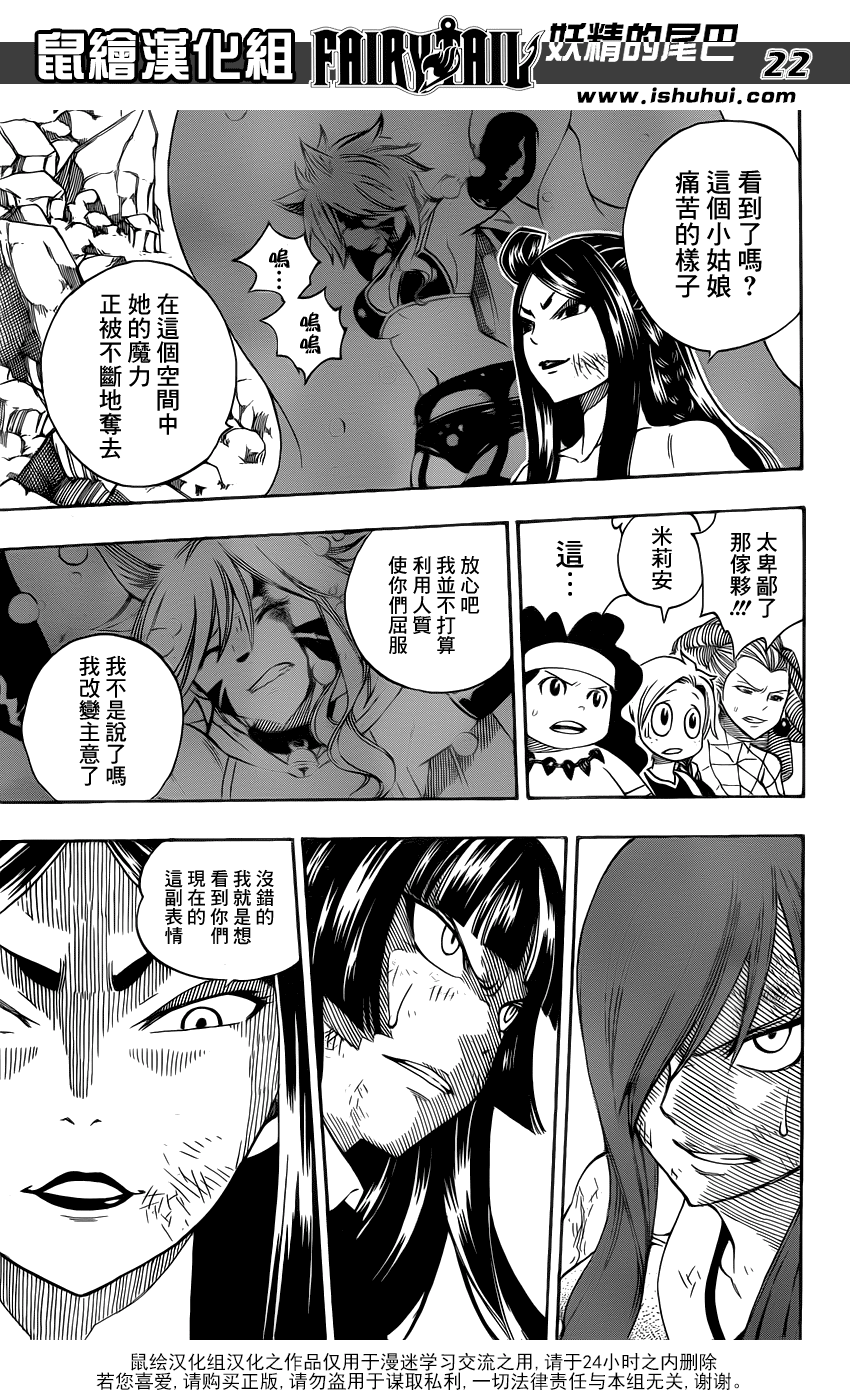 鼠繪漢化組
FAIRY TAIL
妖精的尾巴
22
www.ishuhui.com
看到了嗎？
這個小姑娘
痛苦的樣子
嗚…
嗚
嗚
在這個空間中
她的魔力
正被不斷地奪去
太卑鄙了
那傢夥!!!
米莉安
這…
放心吧
我並不打算
利用人質
使你們屈服
我不是說了嗎
我改變主意了
沒錯的
我就是想
看到你們
現在的
這副表情
鼠绘汉化组汉化之作品仅用于漫迷学习交流之用, 请于24小时之内删除
若您喜爱, 请购买正版, 请勿用于谋取私利, 一切法律责任与本组无关, 谢谢。